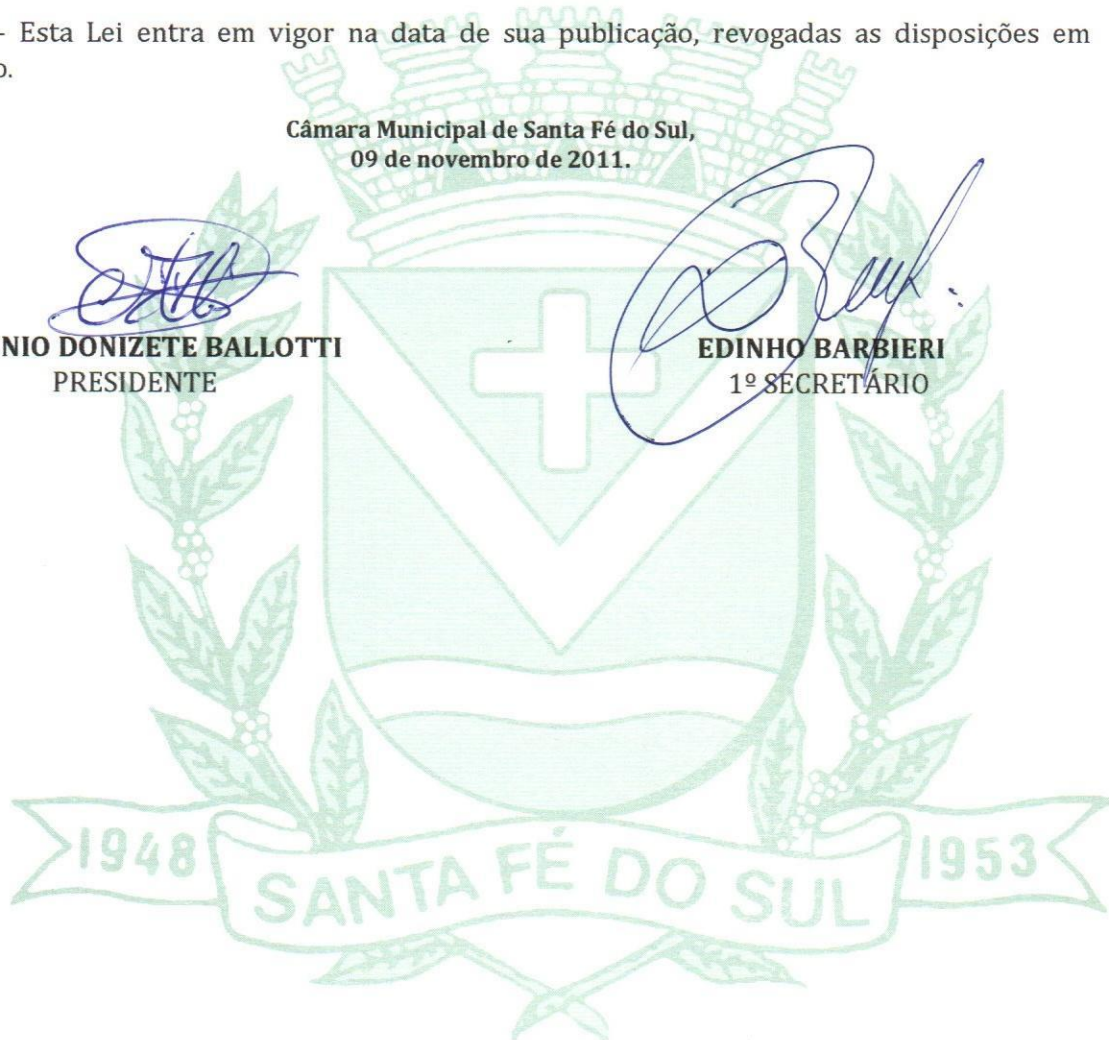 - Esta Lei entra em vigor na data de sua publicação, revogadas as disposições em
o.
Câmara Municipal de Santa Fé do Sul,
09 de novembro de 2011.
NIO DONIZETE BALLOTTI
PRESIDENTE
EDINHO BARBIERI
1º SECRETÁRIO
1948
SANTA FÉ DO SUL
1953